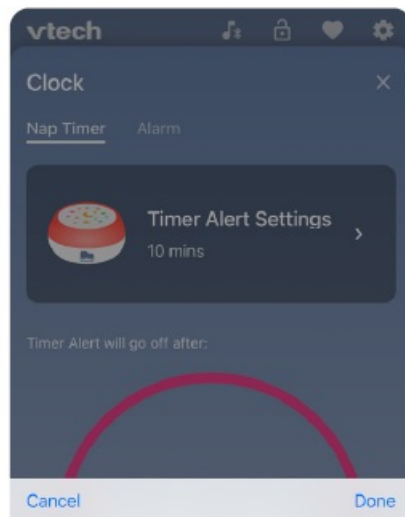 vtech
Clock
Nap Timer Alarm
Timer Alert Settings
10 mins
Timer Alert will go off after:
Cancel Done